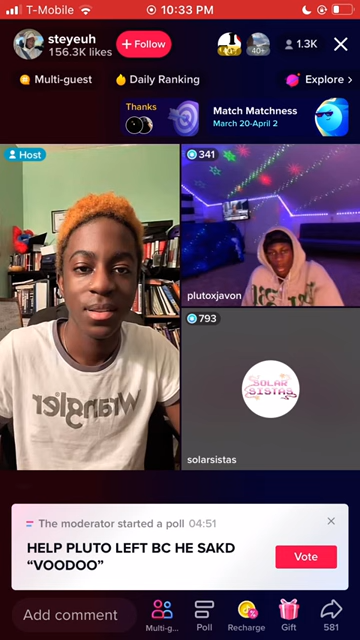 T-Mobile
10:33 PM
steyeuh
156.3K likes
+ Follow
40+
1.3K
Multi-guest
Daily Ranking
Explore >
Thanks
Match Matchness
March 20-April 2
Host
341
plutoxjavon
Wrangler
793
SOLAR
SISTAS
solarsistas
The moderator started a poll 04:51
HELP PLUTO LEFT BC HE SAKD
“VOODOO”
Vote
Add comment
Multi-g...
Poll
Recharge
Gift
581